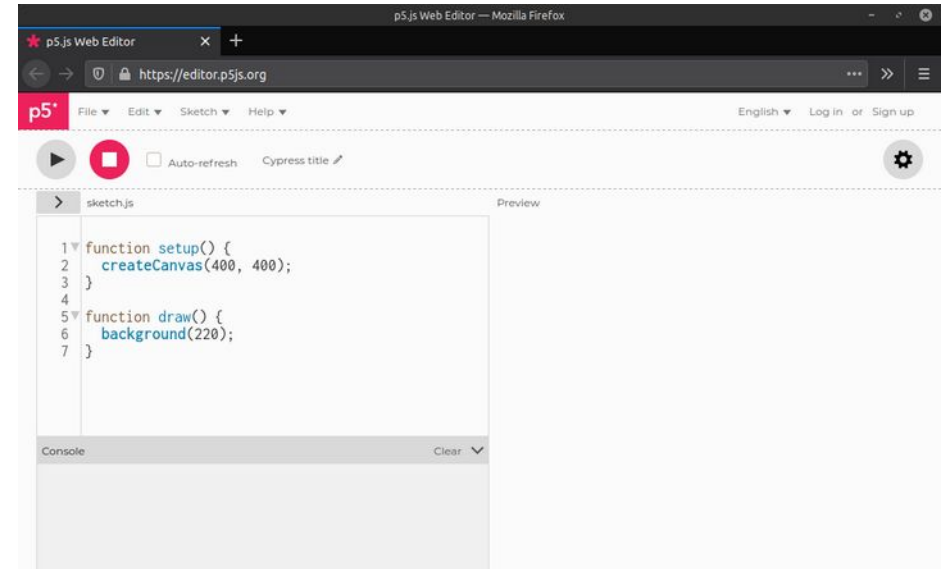 p5.js Web Editor — Mozilla Firefox
p5.js Web Editor
https://editor.p5js.org
p5* File Edit Sketch Help English Log in or Sign up
Auto-refresh Cypress title
sketch.js Preview
1 function setup() {
2   createCanvas(400, 400);
3 }
4
5 function draw() {
6   background(220);
7 }
Console Clear